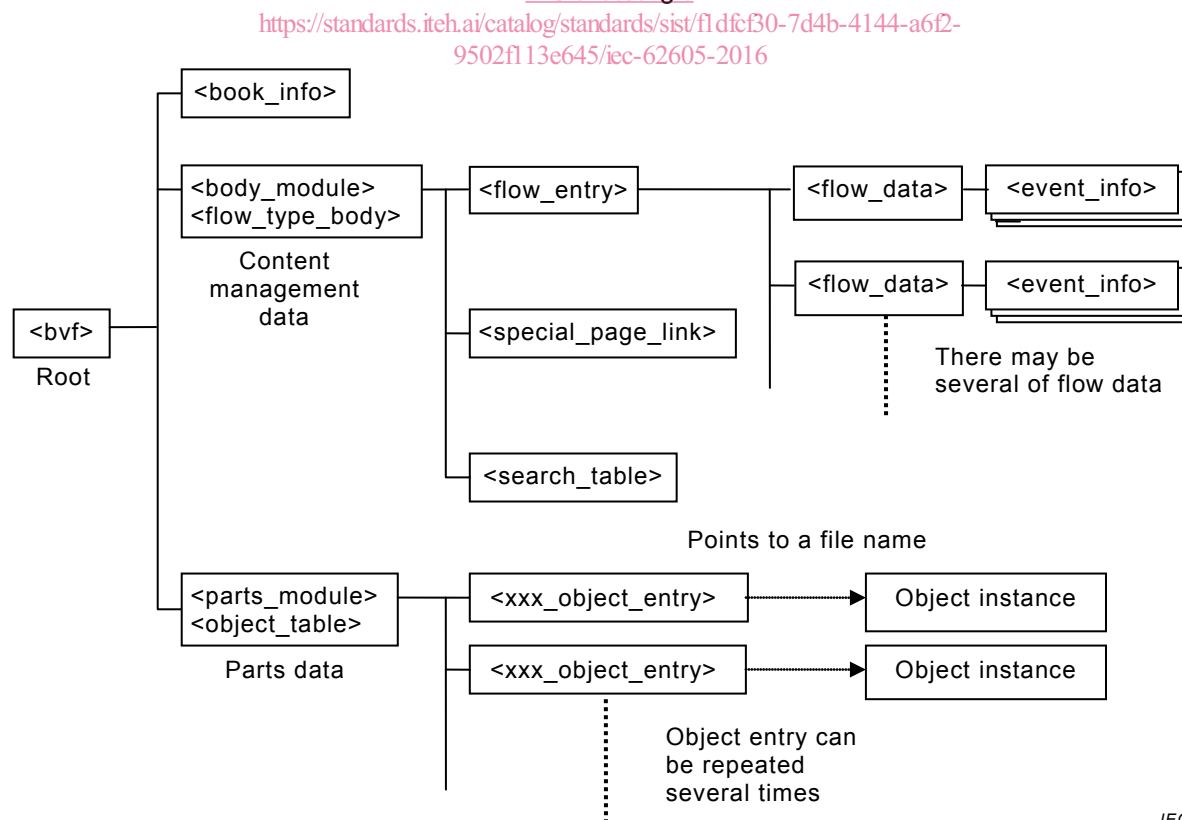 https://standards.iteh.ai/catalog/standards/sist/f1dfcf30-7d4b-4144-a6f2-
9502f113e645/iec-62605-2016
<book_info>
<body_module>
<flow_type_body>
Content
management
data
<flow_entry>
<flow_data>
<event_info>
<flow_data>
<event_info>
There may be
several of flow data
<special_page_link>
<bvf>
Root
<search_table>
Points to a file name
<parts_module>
<object_table>
Parts data
<xxx_object_entry>
Object instance
<xxx_object_entry>
Object instance
Object entry can
be repeated
several times